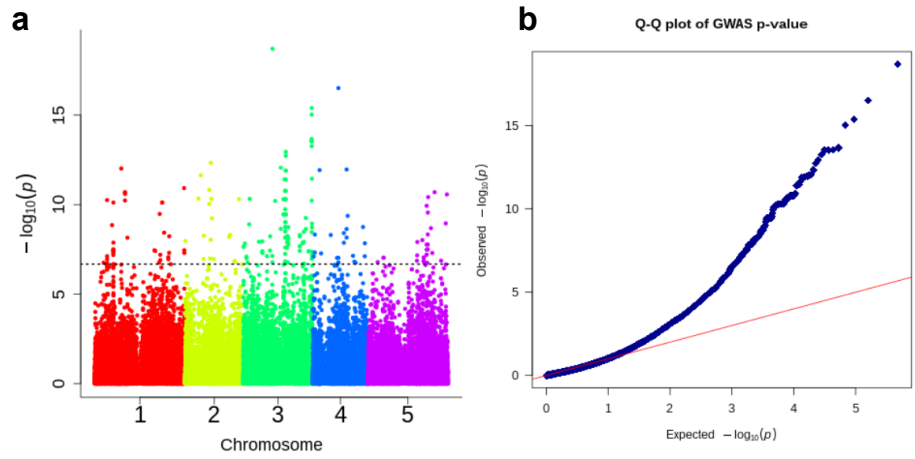 a
− log₁₀(p)
15
10
5
0
1 2 3 4 5
Chromosome
b
Q-Q plot of GWAS p-value
Observed − log₁₀(p)
15
10
5
0
0 1 2 3 4 5
Expected − log₁₀(p)